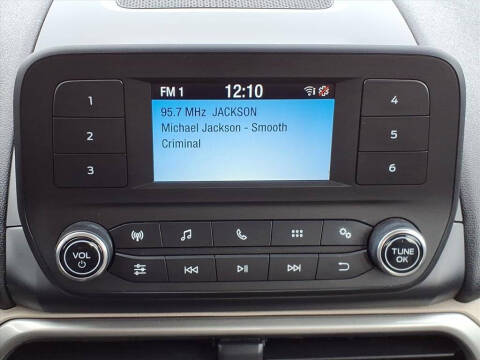 FM 1 12:10
95.7 MHz JACKSON
Michael Jackson - Smooth
Criminal
1
2
3
4
5
6
VOL
TUNE
OK